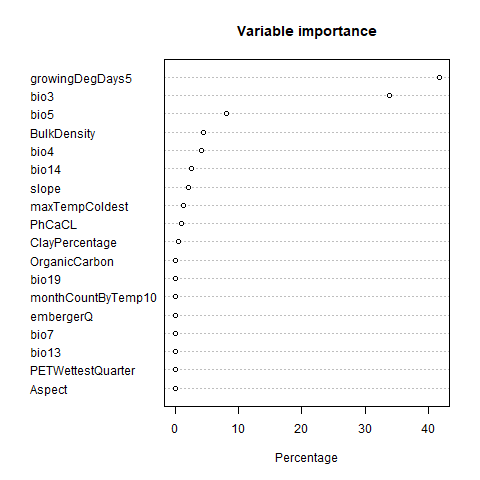 Variable importance
growingDegDays5
bio3
bio5
BulkDensity
bio4
bio14
slope
maxTempColdest
PhCaCL
ClayPercentage
OrganicCarbon
bio19
monthCountByTemp10
embergerQ
bio7
bio13
PETWettestQuarter
Aspect
0 10 20 30 40
Percentage